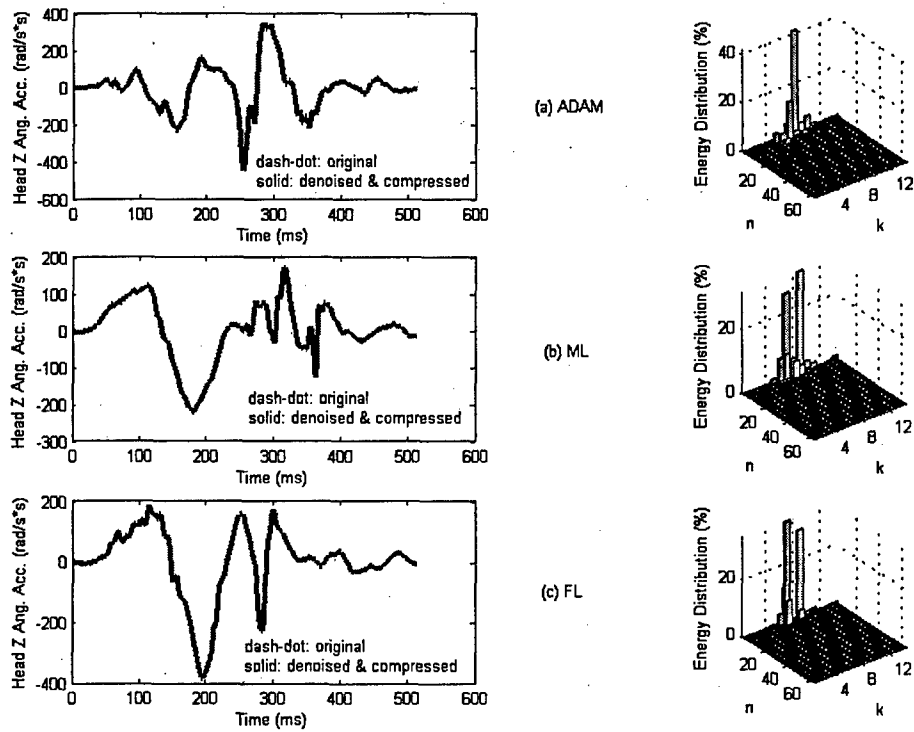 400
200
0
-200
-400
-600
Head Z Ang. Acc. (rad/s*s)
dash-dot: original
solid: denoised & compressed
0 100 200 300 400 500 600
Time (ms)
(a) ADAM
Energy Distribution (%)
40
20
0
20
40
60
n
4
8
12
k
200
100
0
-100
-200
-300
Head Z Ang. Acc. (rad/s*s)
dash-dot: original
solid: denoised & compressed
0 100 200 300 400 500 600
Time (ms)
(b) ML
Energy Distribution (%)
20
0
20
40
60
n
4
8
12
k
200
0
-200
-400
Head Z Ang. Acc. (rad/s*s)
dash-dot: original
solid: denoised & compressed
0 100 200 300 400 500 600
Time (ms)
(c) FL
Energy Distribution (%)
20
0
20
40
60
n
4
8
12
k